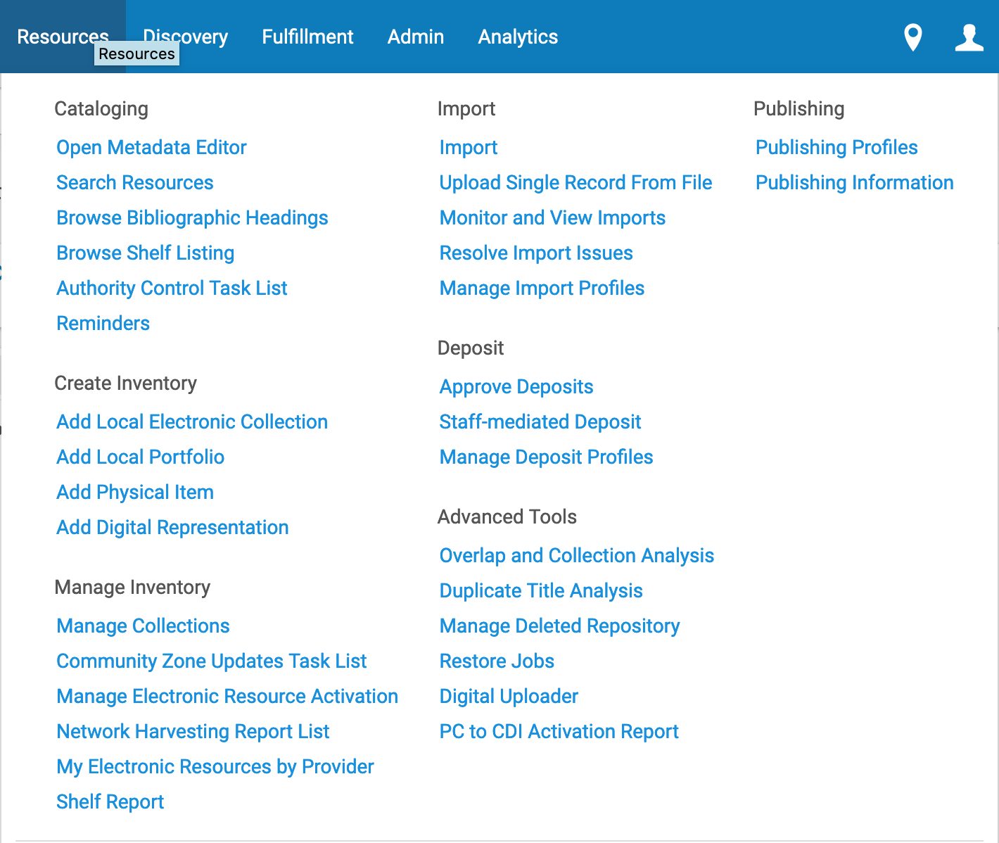 Resources Discovery Fulfillment Admin Analytics
Resources
Cataloging
Open Metadata Editor
Search Resources
Browse Bibliographic Headings
Browse Shelf Listing
Authority Control Task List
Reminders
Create Inventory
Add Local Electronic Collection
Add Local Portfolio
Add Physical Item
Add Digital Representation
Manage Inventory
Manage Collections
Community Zone Updates Task List
Manage Electronic Resource Activation
Network Harvesting Report List
My Electronic Resources by Provider
Shelf Report
Import
Import
Upload Single Record From File
Monitor and View Imports
Resolve Import Issues
Manage Import Profiles
Deposit
Approve Deposits
Staff-mediated Deposit
Manage Deposit Profiles
Advanced Tools
Overlap and Collection Analysis
Duplicate Title Analysis
Manage Deleted Repository
Restore Jobs
Digital Uploader
PC to CDI Activation Report
Publishing
Publishing Profiles
Publishing Information